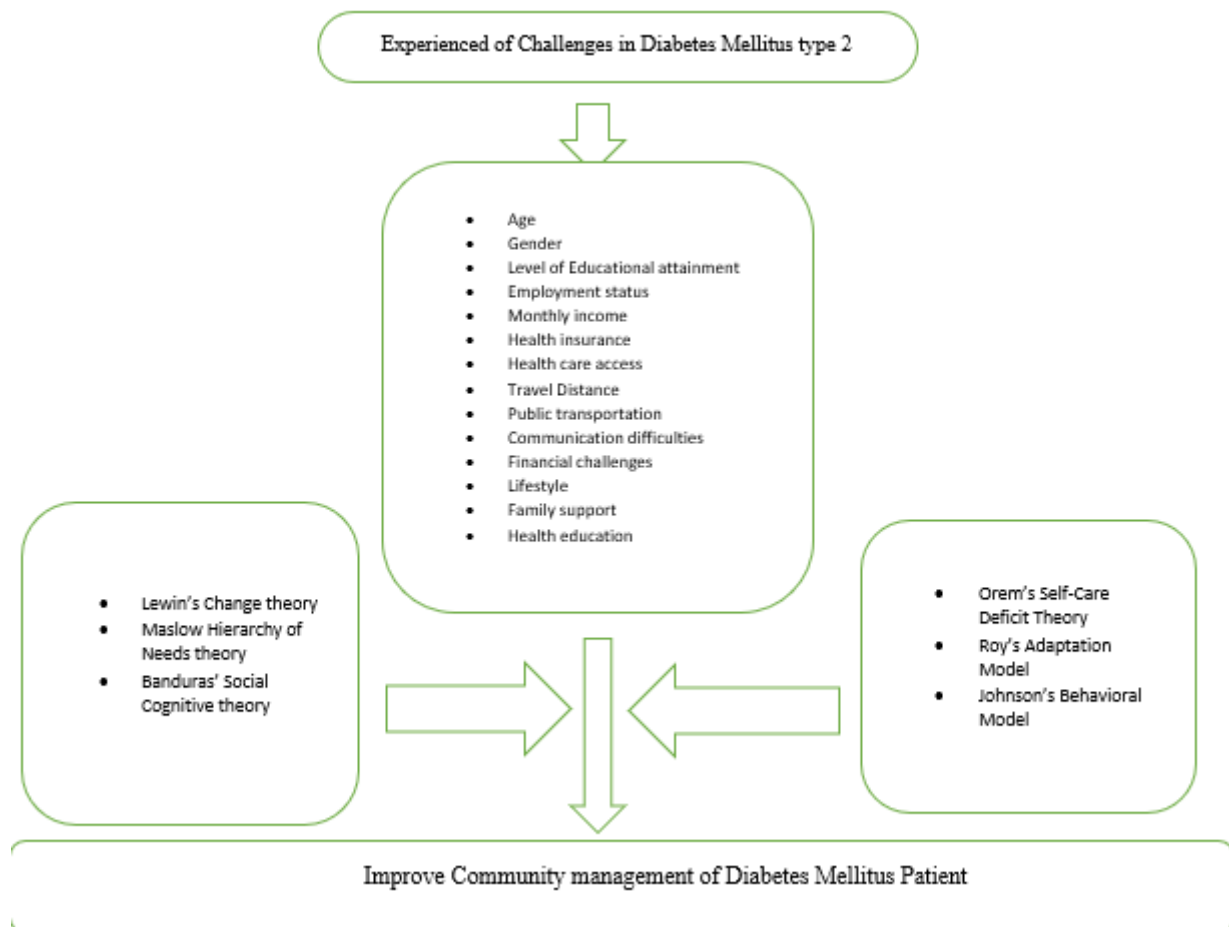 Experienced of Challenges in Diabetes Mellitus type 2
• Age
• Gender
• Level of Educational attainment
• Employment status
• Monthly income
• Health insurance
• Health care access
• Travel Distance
• Public transportation
• Communication difficulties
• Financial challenges
• Lifestyle
• Family support
• Health education
• Lewin's Change theory
• Maslow Hierarchy of
Needs theory
• Banduras' Social
Cognitive theory
• Orem's Self-Care
Deficit Theory
• Roy's Adaptation
Model
• Johnson's Behavioral
Model
Improve Community management of Diabetes Mellitus Patient